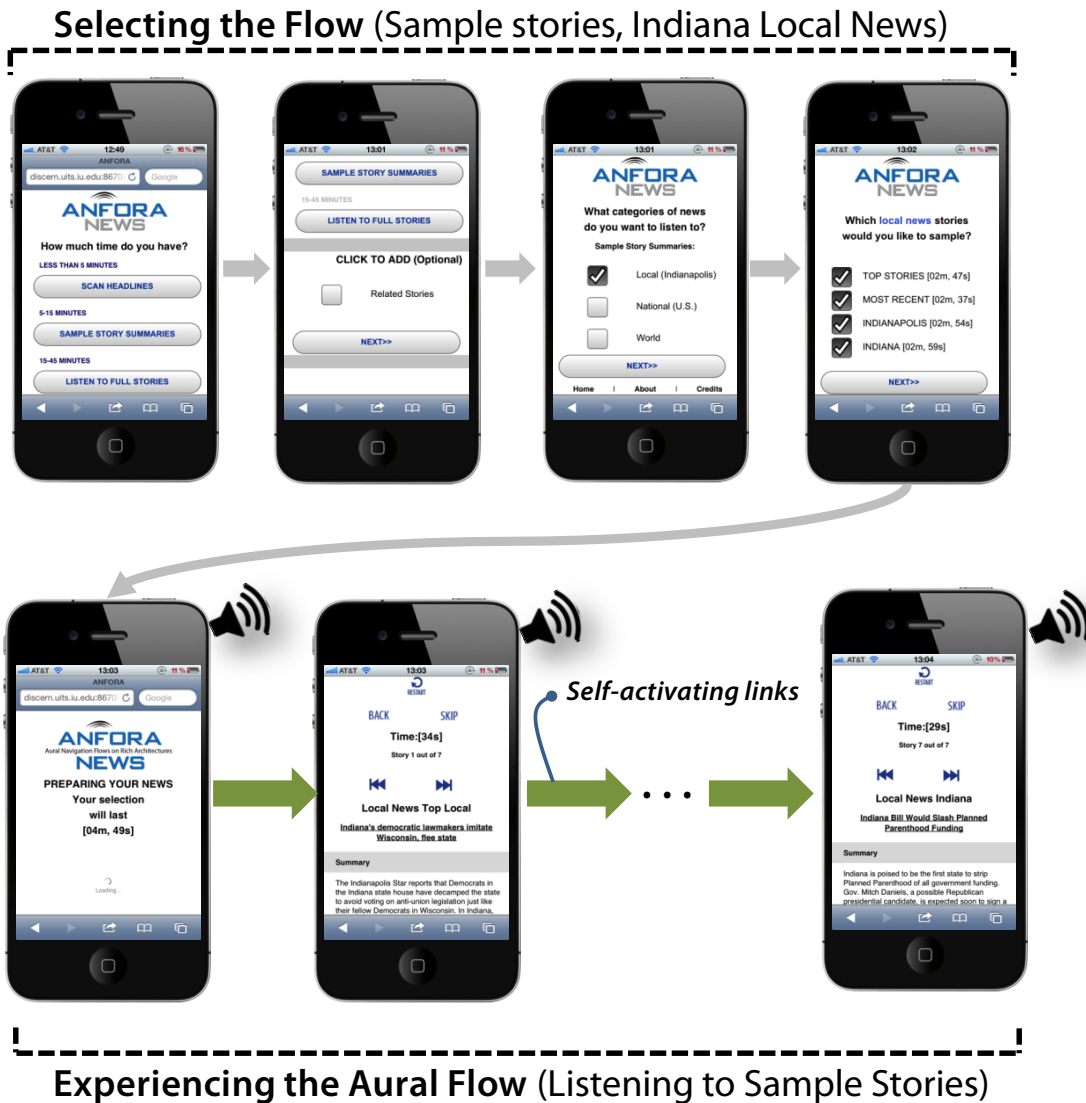 Selecting the Flow (Sample stories, Indiana Local News)
AT&T 12:49 16 %
ANFORA
discern.uits.iu.edu:8670 Google
ANFORA
NEWS
How much time do you have?
LESS THAN 5 MINUTES
SCAN HEADLINES
5-15 MINUTES
SAMPLE STORY SUMMARIES
15-45 MINUTES
LISTEN TO FULL STORIES
AT&T 13:01 11 %
SAMPLE STORY SUMMARIES
15-45 MINUTES
LISTEN TO FULL STORIES
CLICK TO ADD (Optional)
Related Stories
NEXT>>
AT&T 13:01 11 %
ANFORA
NEWS
What categories of news
do you want to listen to?
Sample Story Summaries:
Local (Indianapolis)
National (U.S.)
World
NEXT>>
Home | About | Credits
AT&T 13:02 11 %
ANFORA
NEWS
Which local news stories
would you like to sample?
TOP STORIES [02m, 47s]
MOST RECENT [02m, 37s]
INDIANAPOLIS [02m, 54s]
INDIANA [02m, 59s]
NEXT>>
AT&T 13:03 11 %
ANFORA
discern.uits.iu.edu:8670 Google
ANFORA
Aural Navigation Flows on Rich Architectures
NEWS
PREPARING YOUR NEWS
Your selection
will last
[04m, 49s]
Loading...
AT&T 13:03 11 %
RESTART
BACK SKIP
Time:[34s]
Story 1 out of 7
Local News Top Local
Indiana's democratic lawmakers imitate
Wisconsin, flee state
Summary
The Indianapolis Star reports that Democrats in
the Indiana state house have decamped the state
to avoid voting on anti-union legislation just like
their fellow Democrats in Wisconsin. In Indiana,
Self-activating links
. . .
AT&T 13:04 10%
RESTART
BACK SKIP
Time:[29s]
Story 7 out of 7
Local News Indiana
Indiana Bill Would Slash Planned
Parenthood Funding
Summary
Indiana is poised to be the first state to strip
Planned Parenthood of all government funding.
Gov. Mitch Daniels, a possible Republican
presidential candidate, is expected soon to sign a
Experiencing the Aural Flow (Listening to Sample Stories)